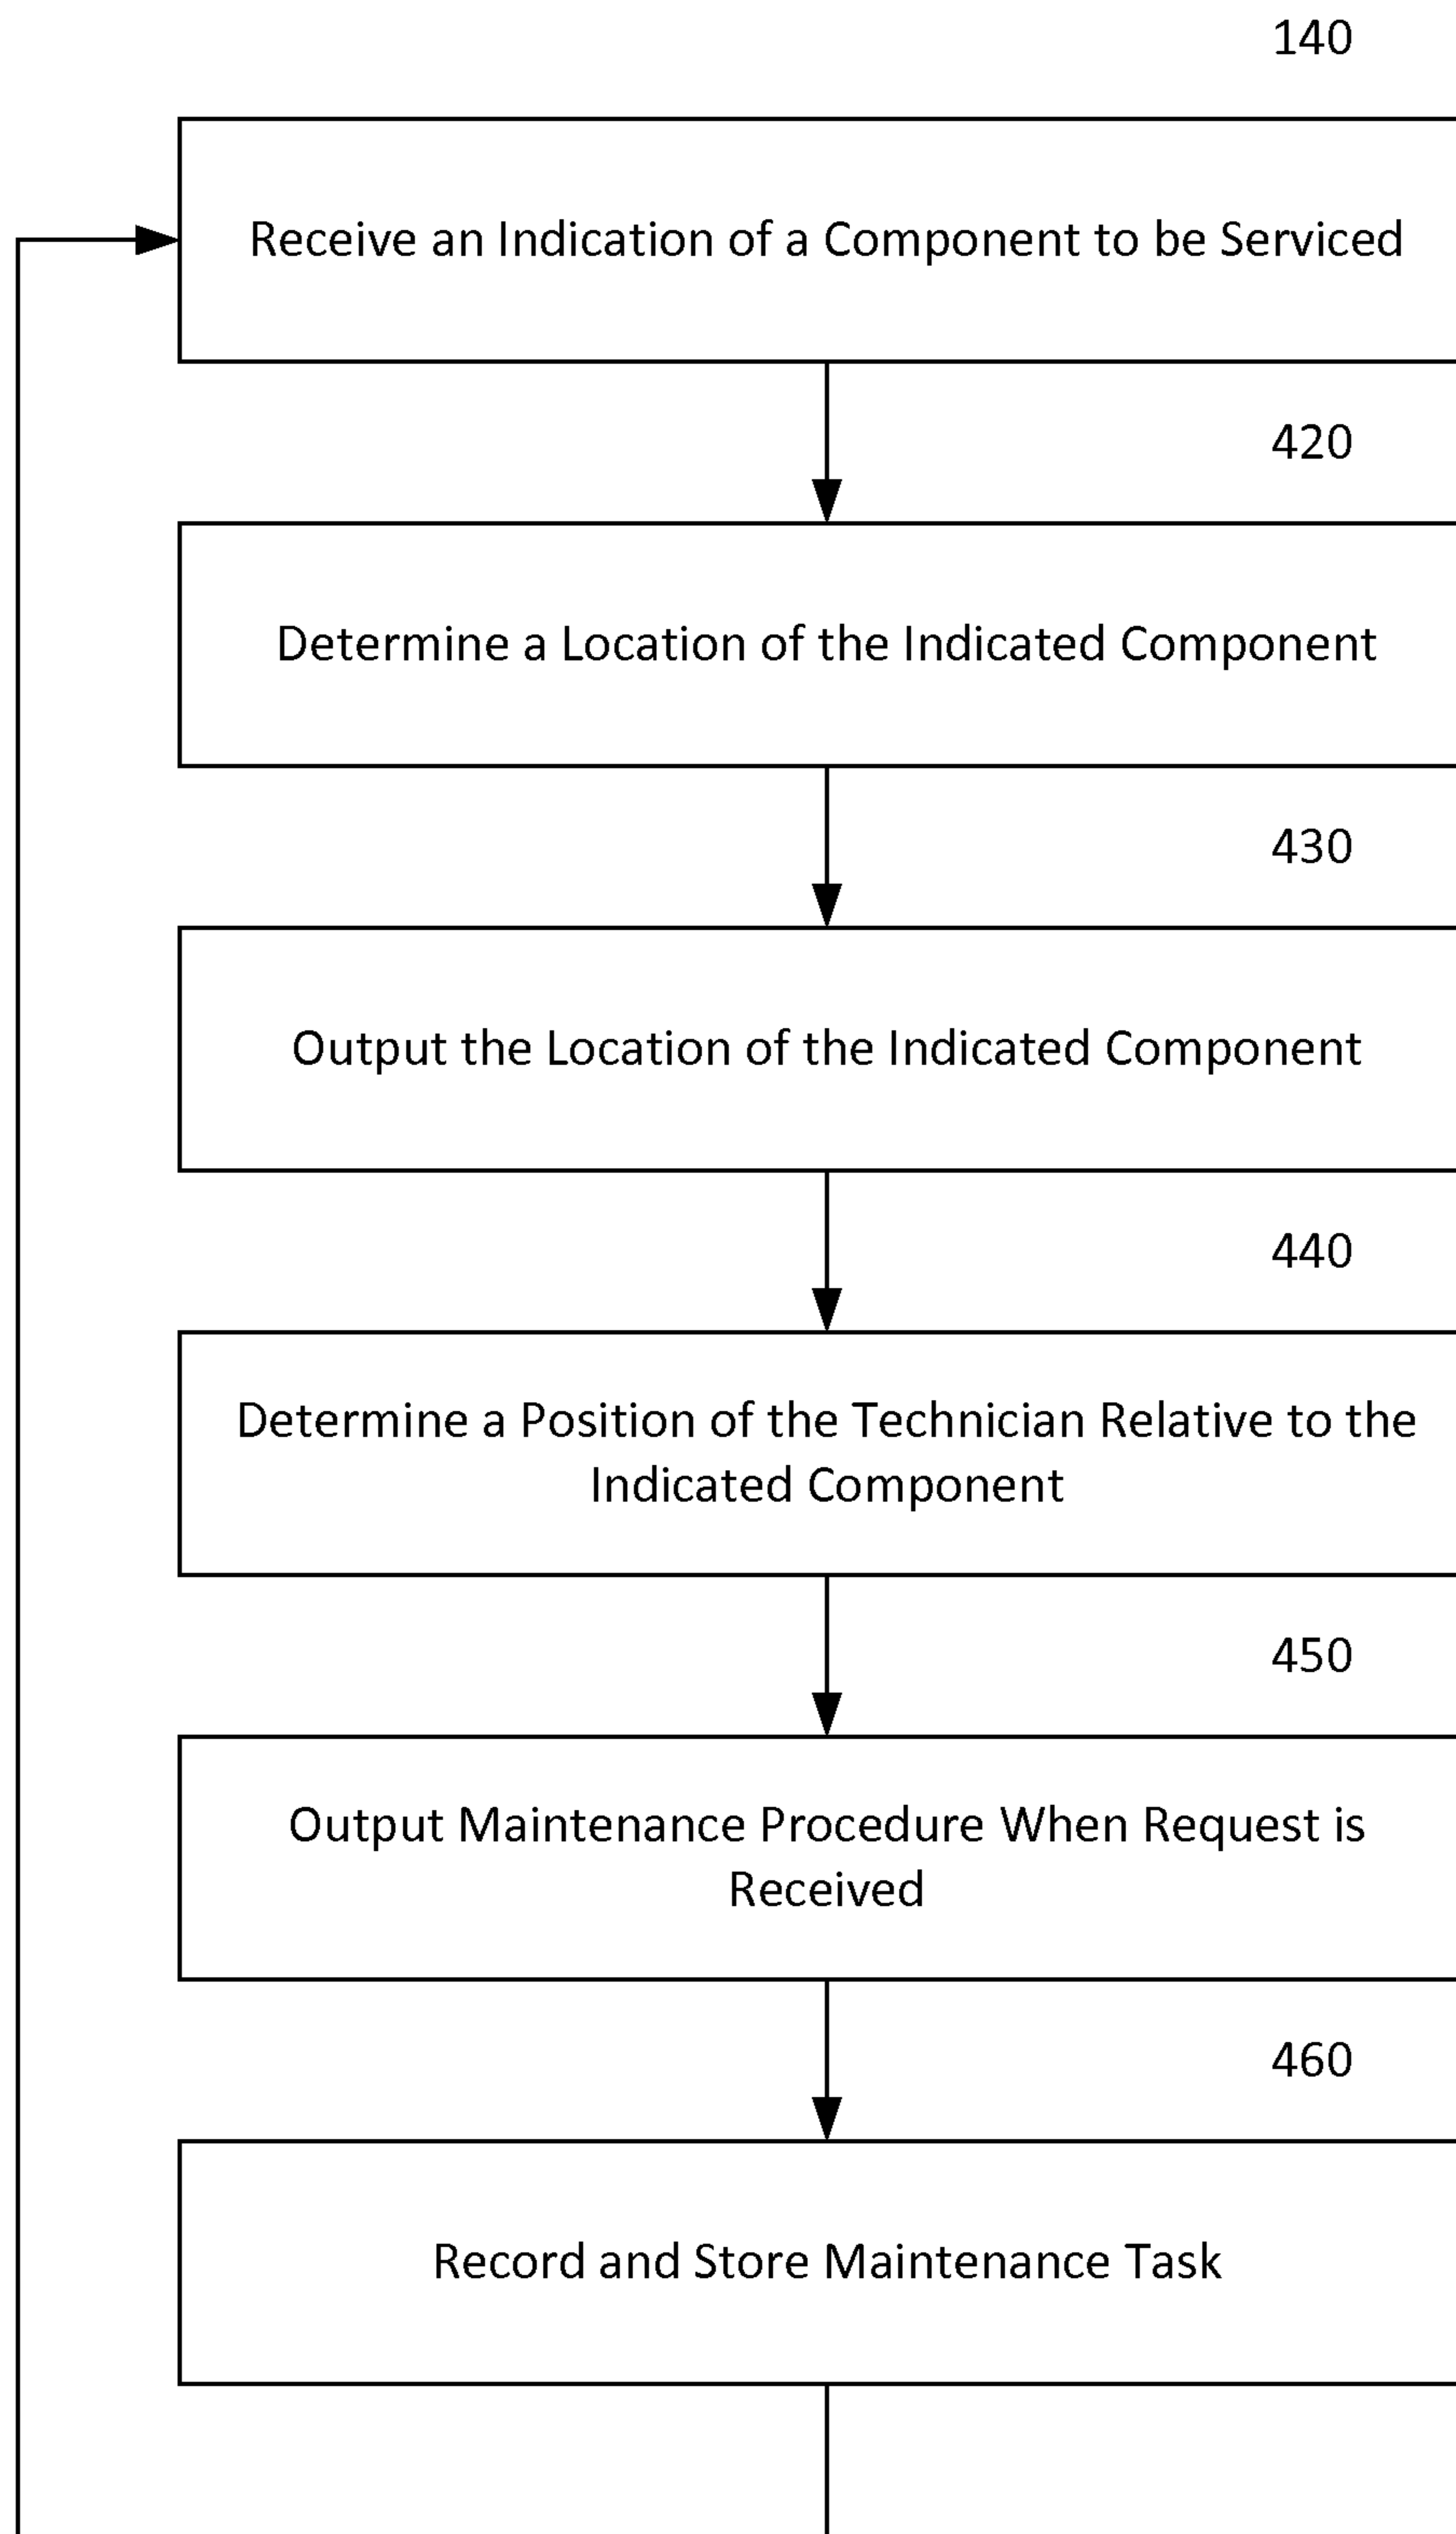 140
Receive an Indication of a Component to be Serviced
420
Determine a Location of the Indicated Component
430
Output the Location of the Indicated Component
440
Determine a Position of the Technician Relative to the
Indicated Component
450
Output Maintenance Procedure When Request is
Received
460
Record and Store Maintenance Task